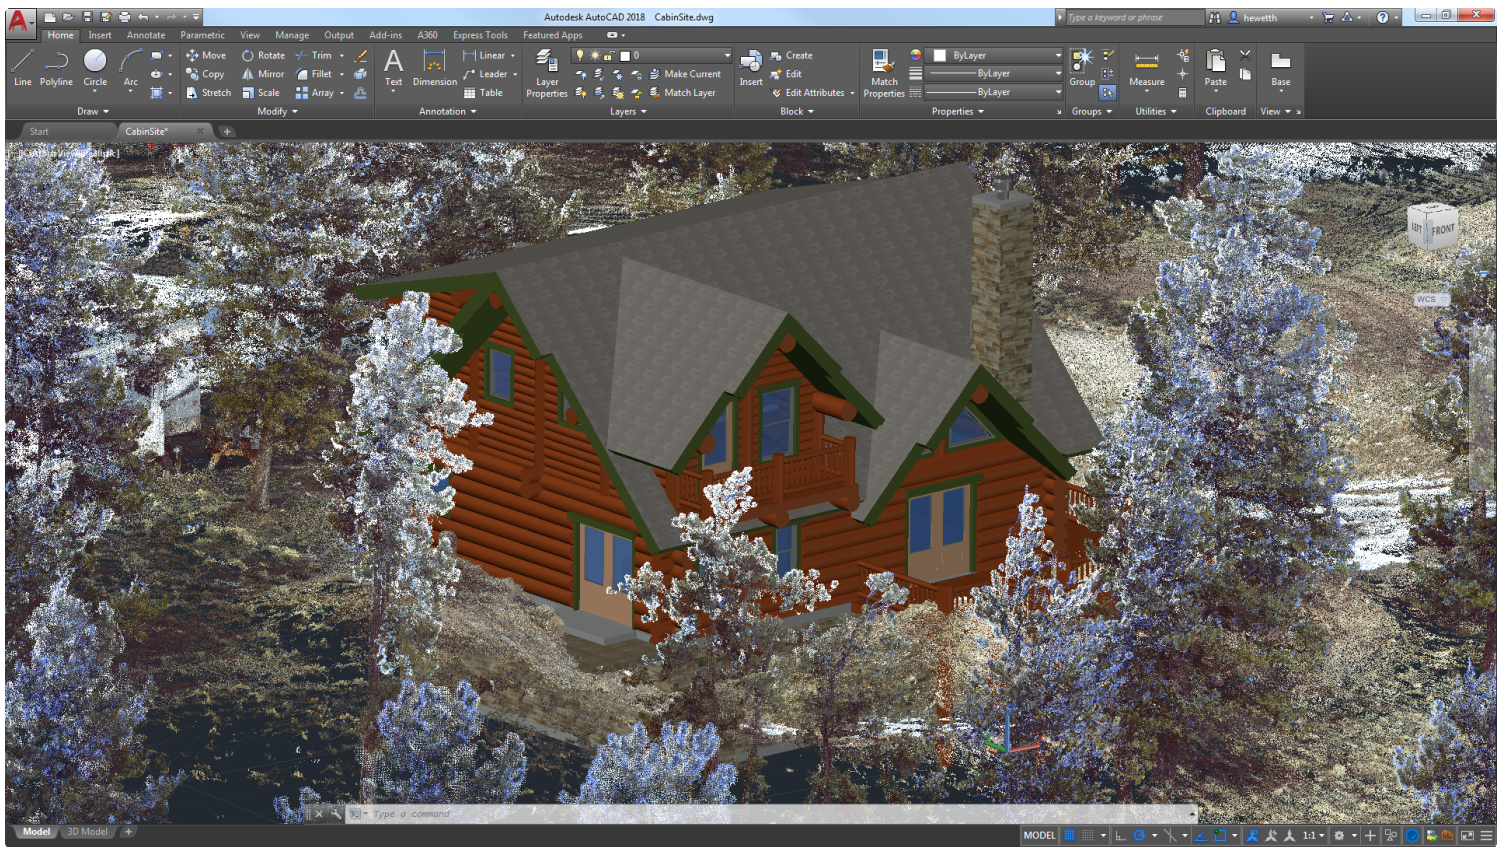 Autodesk AutoCAD 2018 CabinSite.dwg
Type a keyword or phrase
hewetth
Home Insert Annotate Parametric View Manage Output Add-ins A360 Express Tools Featured Apps
Line Polyline Circle Arc
Move Rotate Trim
Copy Mirror Fillet
Stretch Scale Array
Text Dimension
Linear
Leader
Table
Layer Properties
0
Make Current
Match Layer
Insert
Create
Edit
Edit Attributes
Match Properties
ByLayer
ByLayer
ByLayer
Group
Measure
Paste
Base
Draw Modify Annotation Layers Block Properties Groups Utilities Clipboard View
Start CabinSite*
LEFT FRONT
WCS
Type a command
Model 3D Model
MODEL 1:1